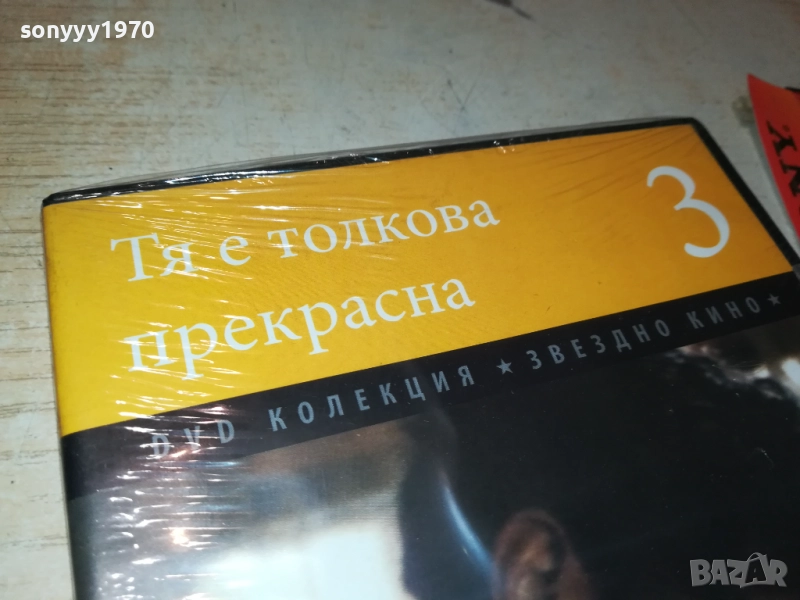 sonyyy1970
Тя е толкова
прекрасна
3
DVD КОЛЕКЦИЯ ★ ЗВЕЗДНО КИНО ★
BAZAR